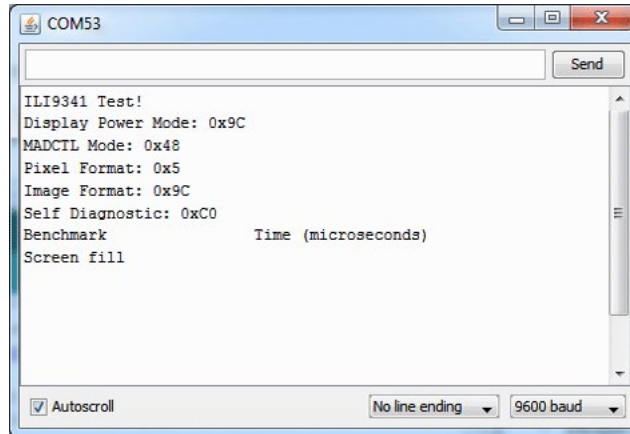 COM53
Send
ILI9341 Test!
Display Power Mode: 0x9C
MADCTL Mode: 0x48
Pixel Format: 0x5
Image Format: 0x9C
Self Diagnostic: 0xC0
Benchmark Time (microseconds)
Screen fill
Autoscroll No line ending 9600 baud